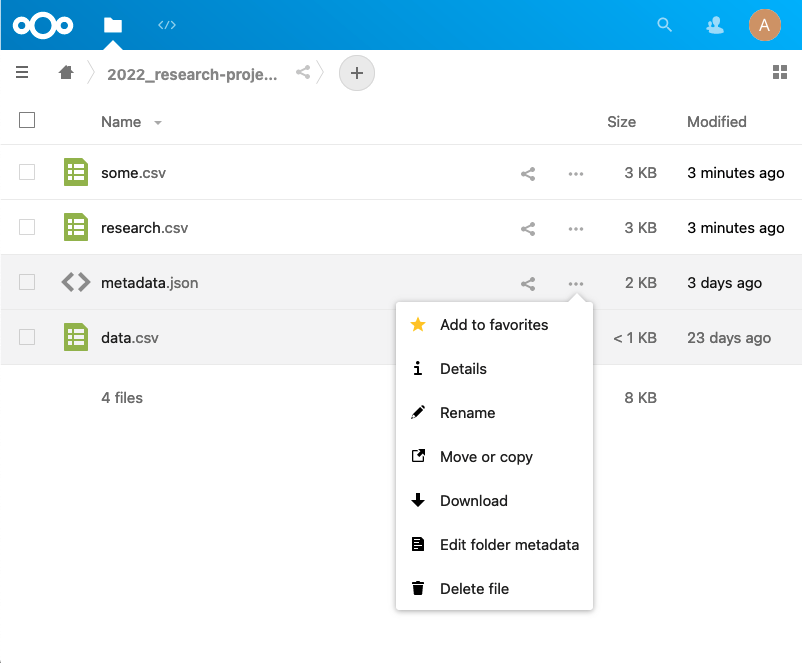 </>
A
2022_research-proje...
Name
Size
Modified
some.csv
3 KB
3 minutes ago
research.csv
3 KB
3 minutes ago
metadata.json
2 KB
3 days ago
data.csv
< 1 KB
23 days ago
4 files
8 KB
Add to favorites
Details
Rename
Move or copy
Download
Edit folder metadata
Delete file